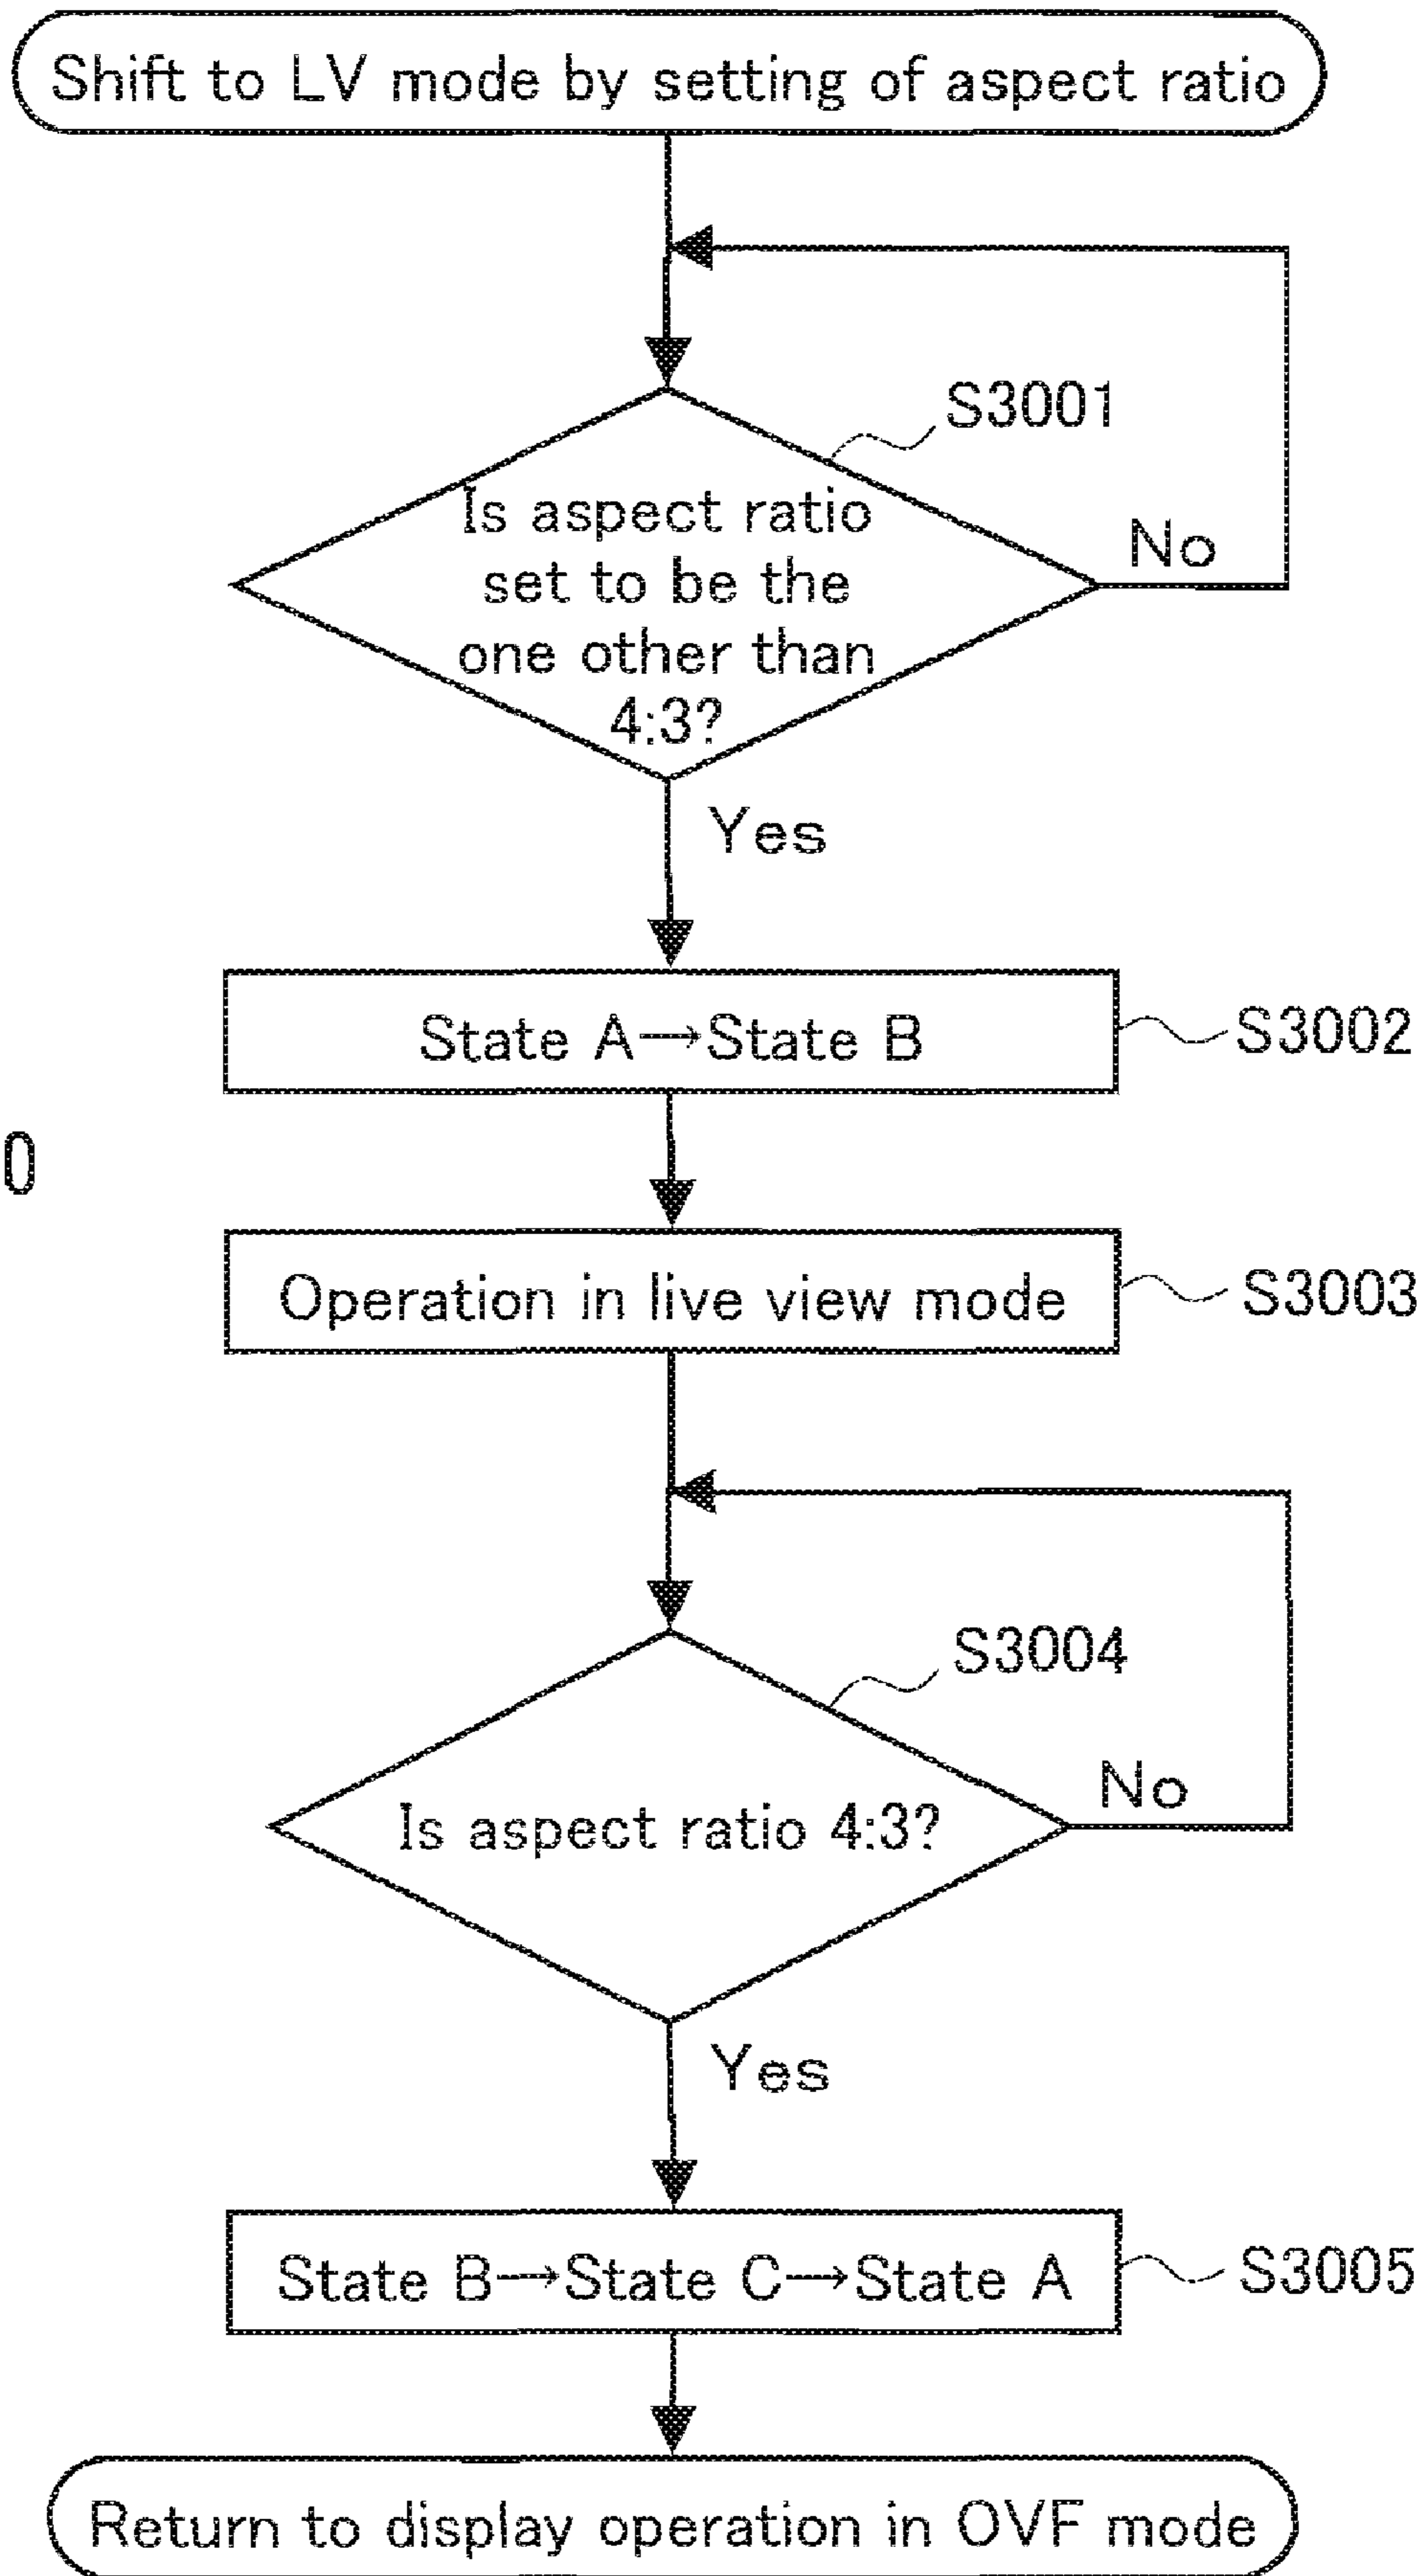 Shift to LV mode by setting of aspect ratio
S3001
Is aspect ratio
set to be the
one other than
4:3?
No
Yes
State A→State B
S3002
0
Operation in live view mode
S3003
S3004
Is aspect ratio 4:3?
No
Yes
State B→State C→State A
S3005
Return to display operation in OVF mode